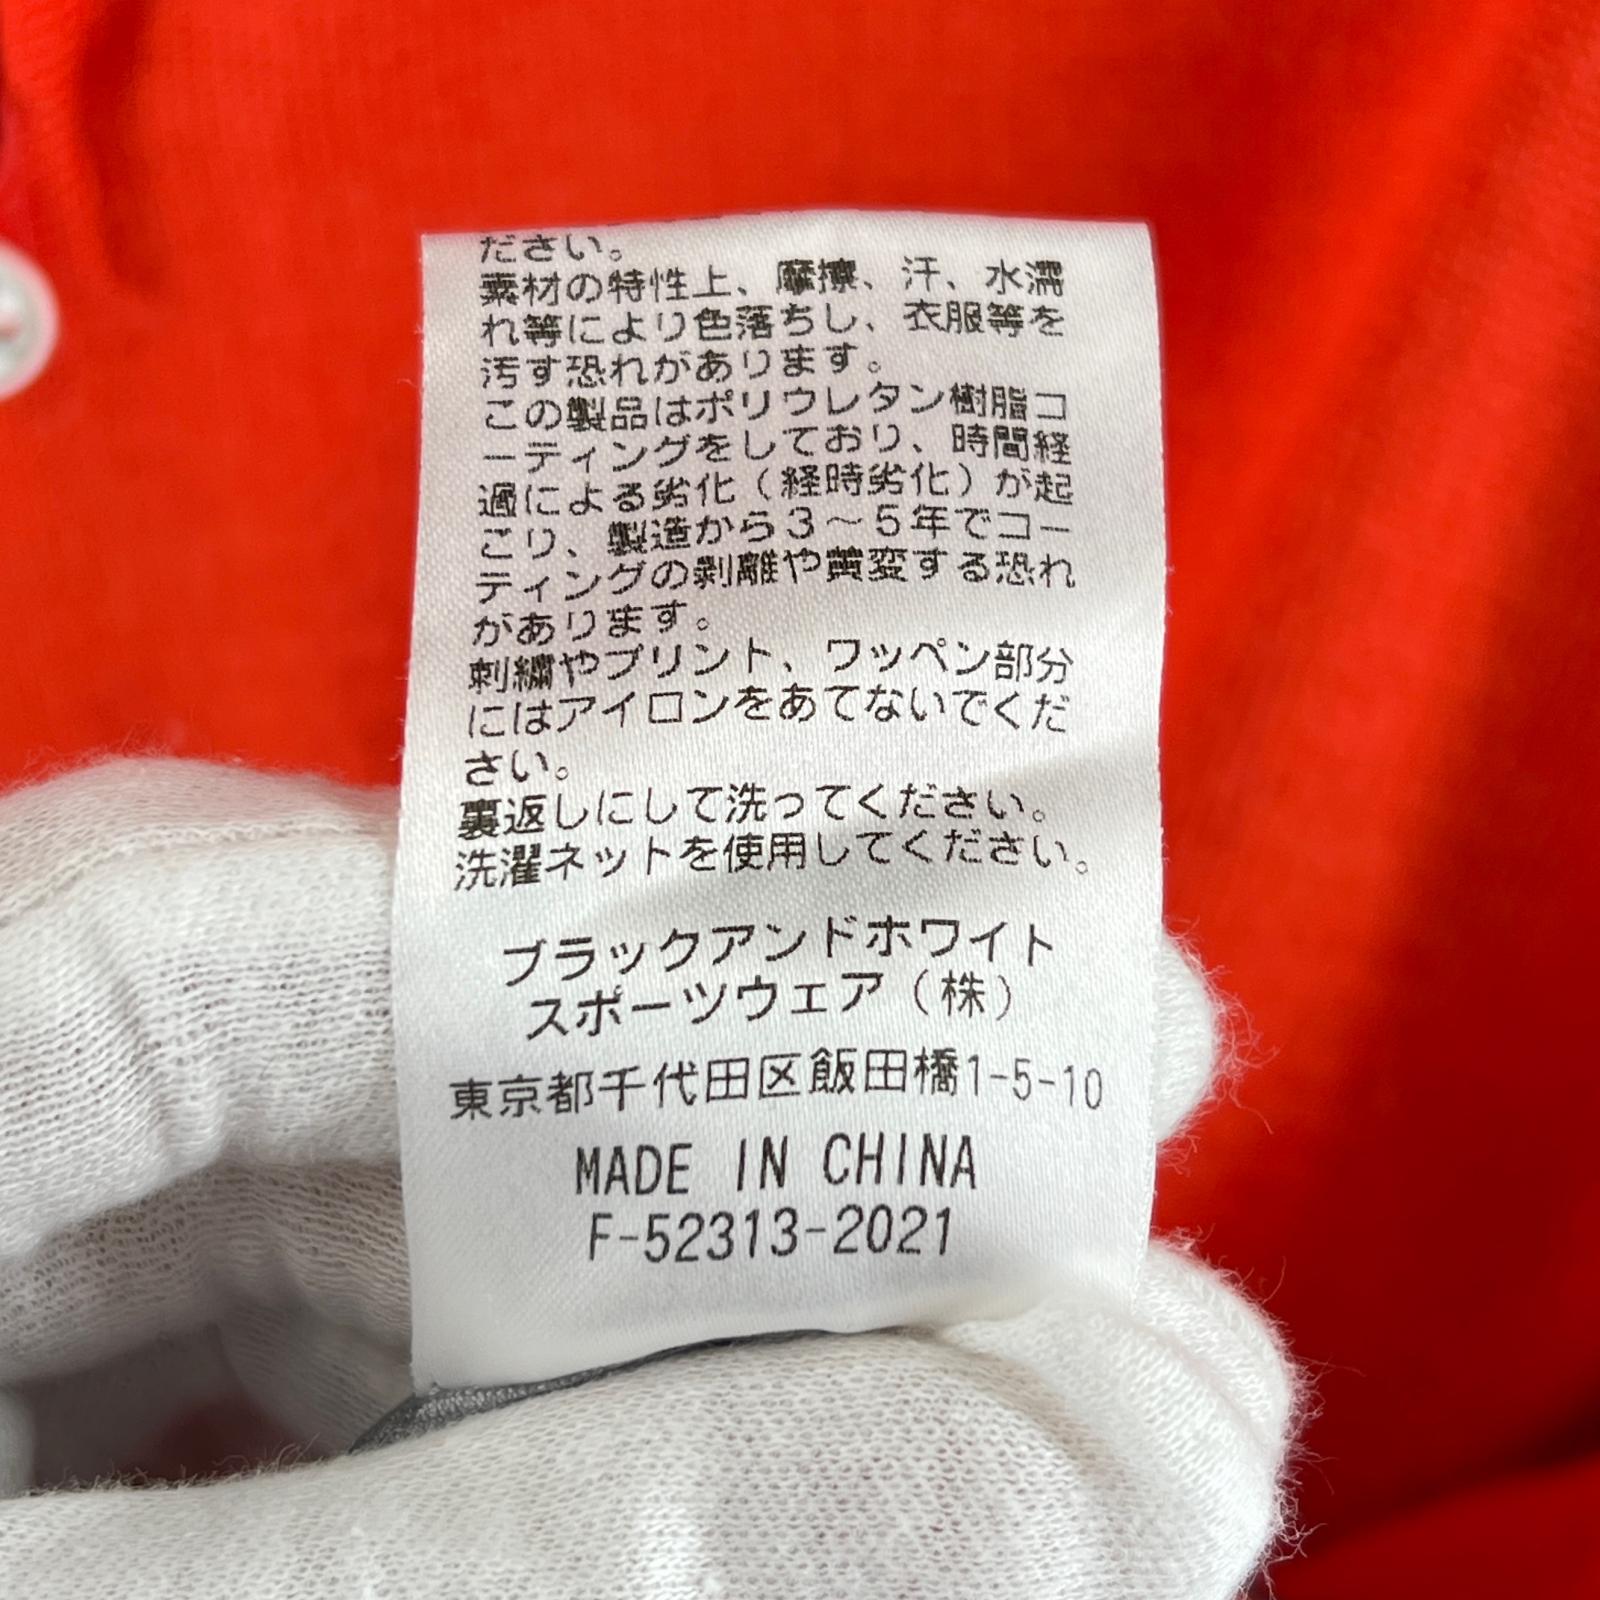 ださい。
素材の特性上、摩擦、汗、水濡
れ等により色落ちし、衣服等を
汚す恐れがあります。
この製品はポリウレタン樹脂コ
ーティングをしており、時間経
過による劣化（経時劣化）が起
こり、製造から３～５年でコー
ティングの剥離や黄変する恐れ
があります。
刺繍やプリント、ワッペン部分
にはアイロンをあてないでくだ
さい。
裏返しにして洗ってください。
洗濯ネットを使用してください。
ブラックアンドホワイト
スポーツウェア（株）
東京都千代田区飯田橋1-5-10
MADE IN CHINA
F-52313-2021